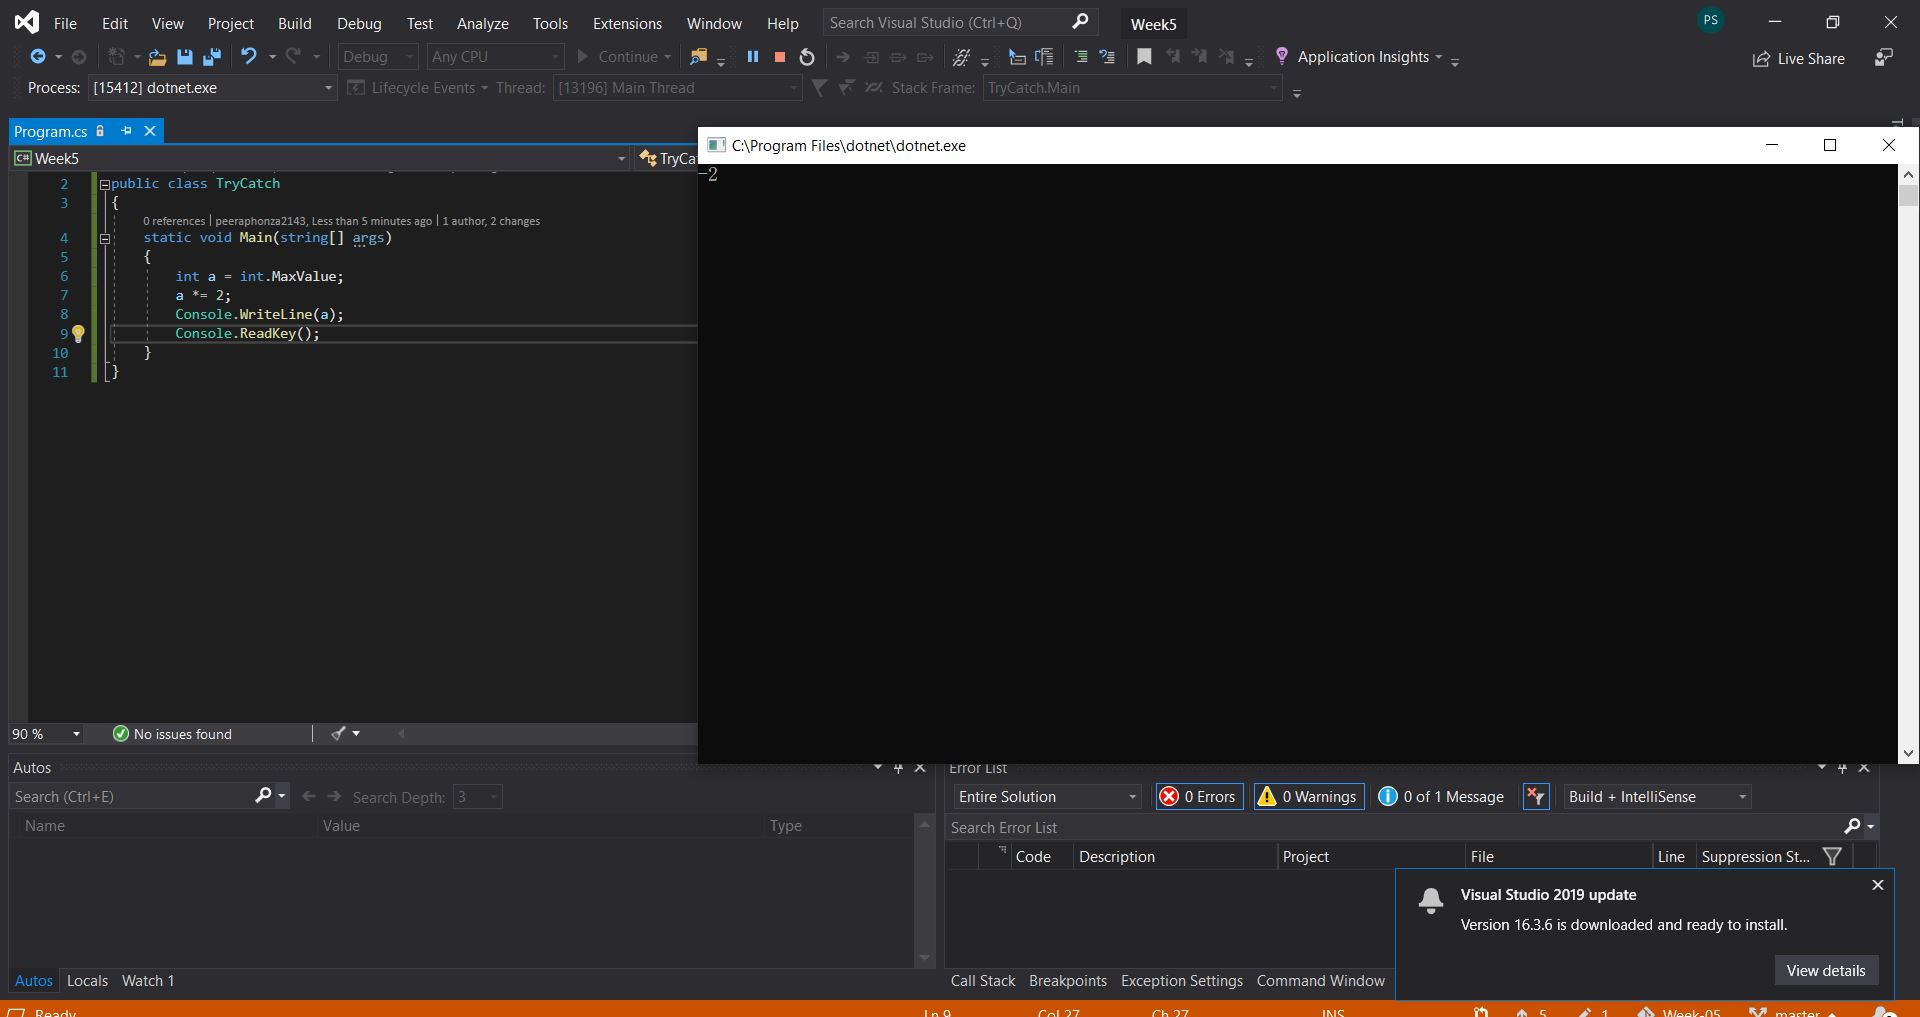 File Edit View Project Build Debug Test Analyze Tools Extensions Window Help Search Visual Studio (Ctrl+Q) Week5 PS
Debug Any CPU Continue Application Insights Live Share
Process: [15412] dotnet.exe Lifecycle Events Thread: [13196] Main Thread Stack Frame: TryCatch.Main
Program.cs
C# Week5 TryCat
2 public class TryCatch
3 {
0 references | peeraphonza2143, Less than 5 minutes ago | 1 author, 2 changes
4 static void Main(string[] args)
5 {
6 int a = int.MaxValue;
7 a *= 2;
8 Console.WriteLine(a);
9 Console.ReadKey();
10 }
11 }
C:\Program Files\dotnet\dotnet.exe
-2
90 % No issues found
Autos
Search (Ctrl+E) Search Depth: 3
Name Value Type
Autos Locals Watch 1
Error List
Entire Solution 0 Errors 0 Warnings 0 of 1 Message Build + IntelliSense
Search Error List
Code Description Project File Line Suppression St...
Call Stack Breakpoints Exception Settings Command Window
Visual Studio 2019 update
Version 16.3.6 is downloaded and ready to install.
View details
Ready Ln 9 Col 27 Ch 27 INS 5 1 Week-05 master